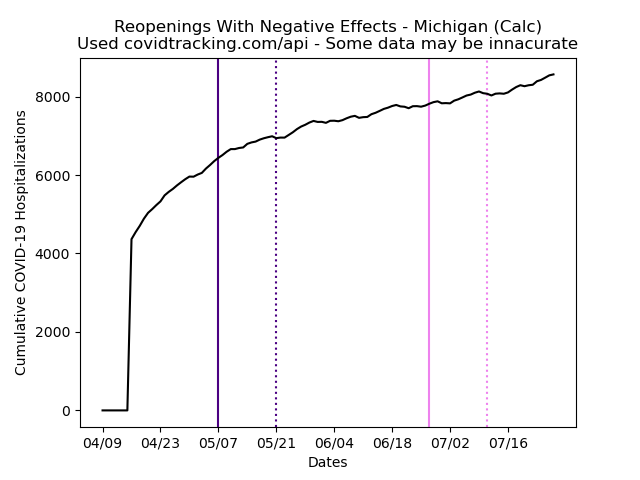 Reopenings With Negative Effects - Michigan (Calc)
Used covidtracking.com/api - Some data may be innacurate
Cumulative COVID-19 Hospitalizations
8000
6000
4000
2000
0
04/09 04/23 05/07 05/21 06/04 06/18 07/02 07/16
Dates